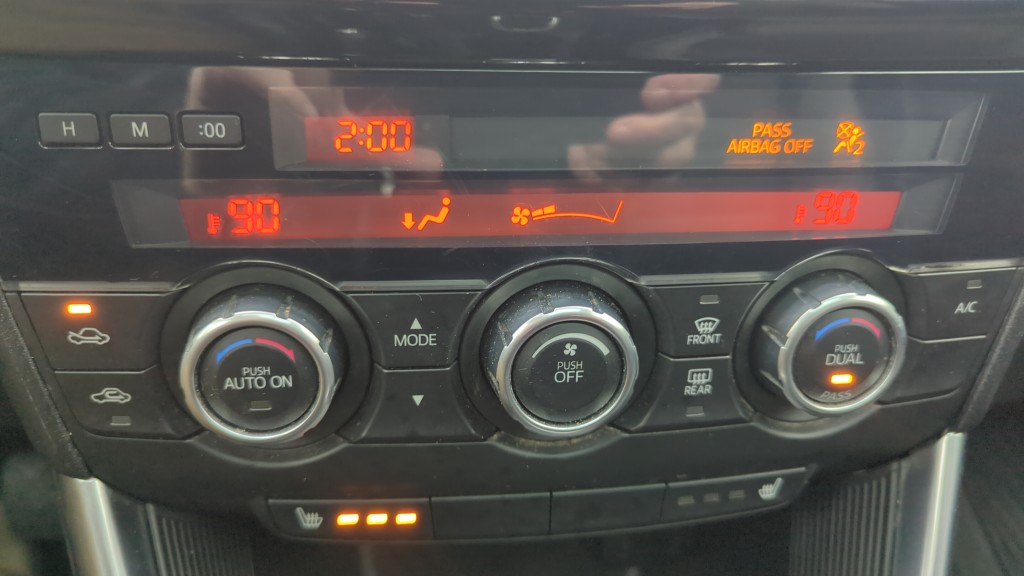 H M :00
2:00
PASS
AIRBAG OFF 2
90
90
MODE
FRONT
A/C
PUSH
AUTO ON
PUSH
OFF
REAR
PUSH
DUAL
PASS